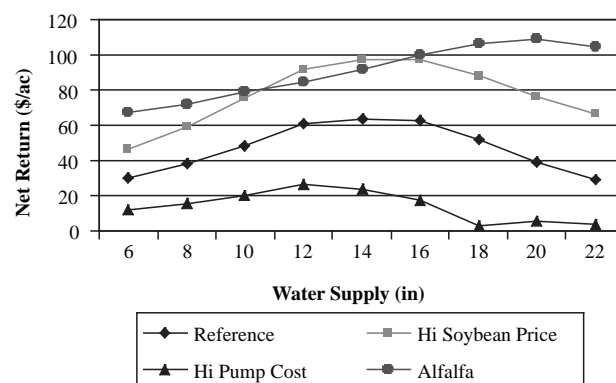 Net Return ($/ac)
120
100
80
60
40
20
0
6 8 10 12 14 16 18 20 22
Water Supply (in)
Reference Hi Soybean Price
Hi Pump Cost Alfalfa